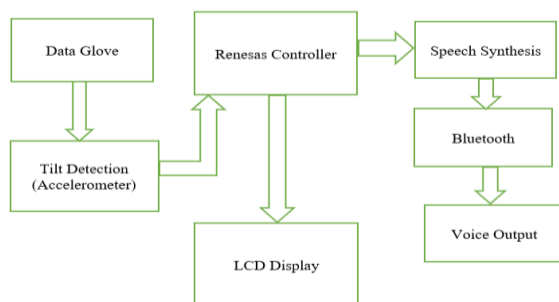 Data Glove
Renesas Controller
Speech Synthesis
Tilt Detection
(Accelerometer)
Bluetooth
LCD Display
Voice Output